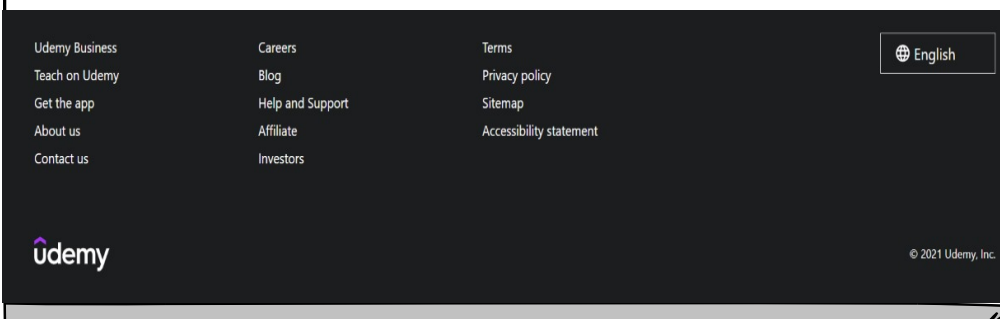 Udemy Business
Teach on Udemy
Get the app
About us
Contact us
Careers
Blog
Help and Support
Affiliate
Investors
Terms
Privacy policy
Sitemap
Accessibility statement
English
udemy
© 2021 Udemy, Inc.